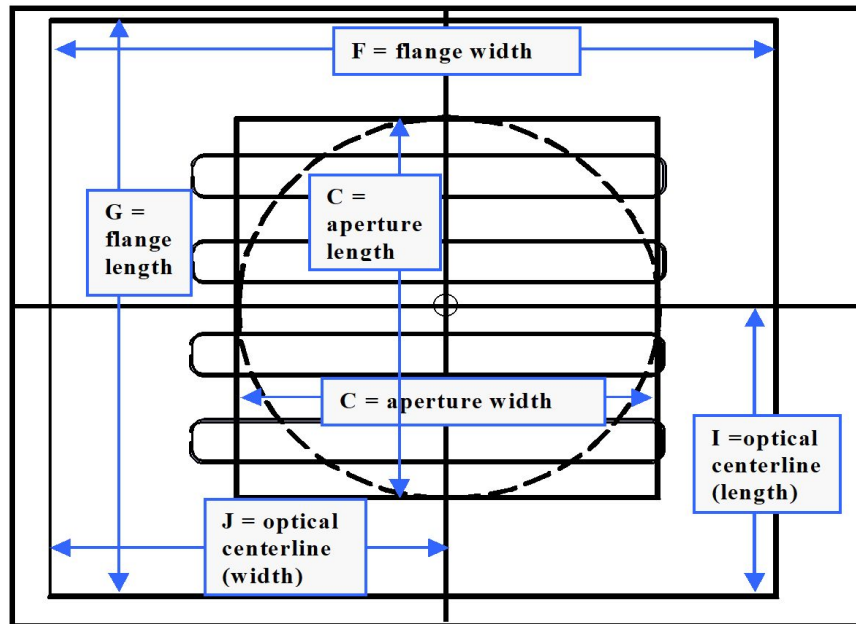 F = flange width
C =
aperture
length
G =
flange
length
C = aperture width
I =optical
centerline
(length)
J = optical
centerline
(width)